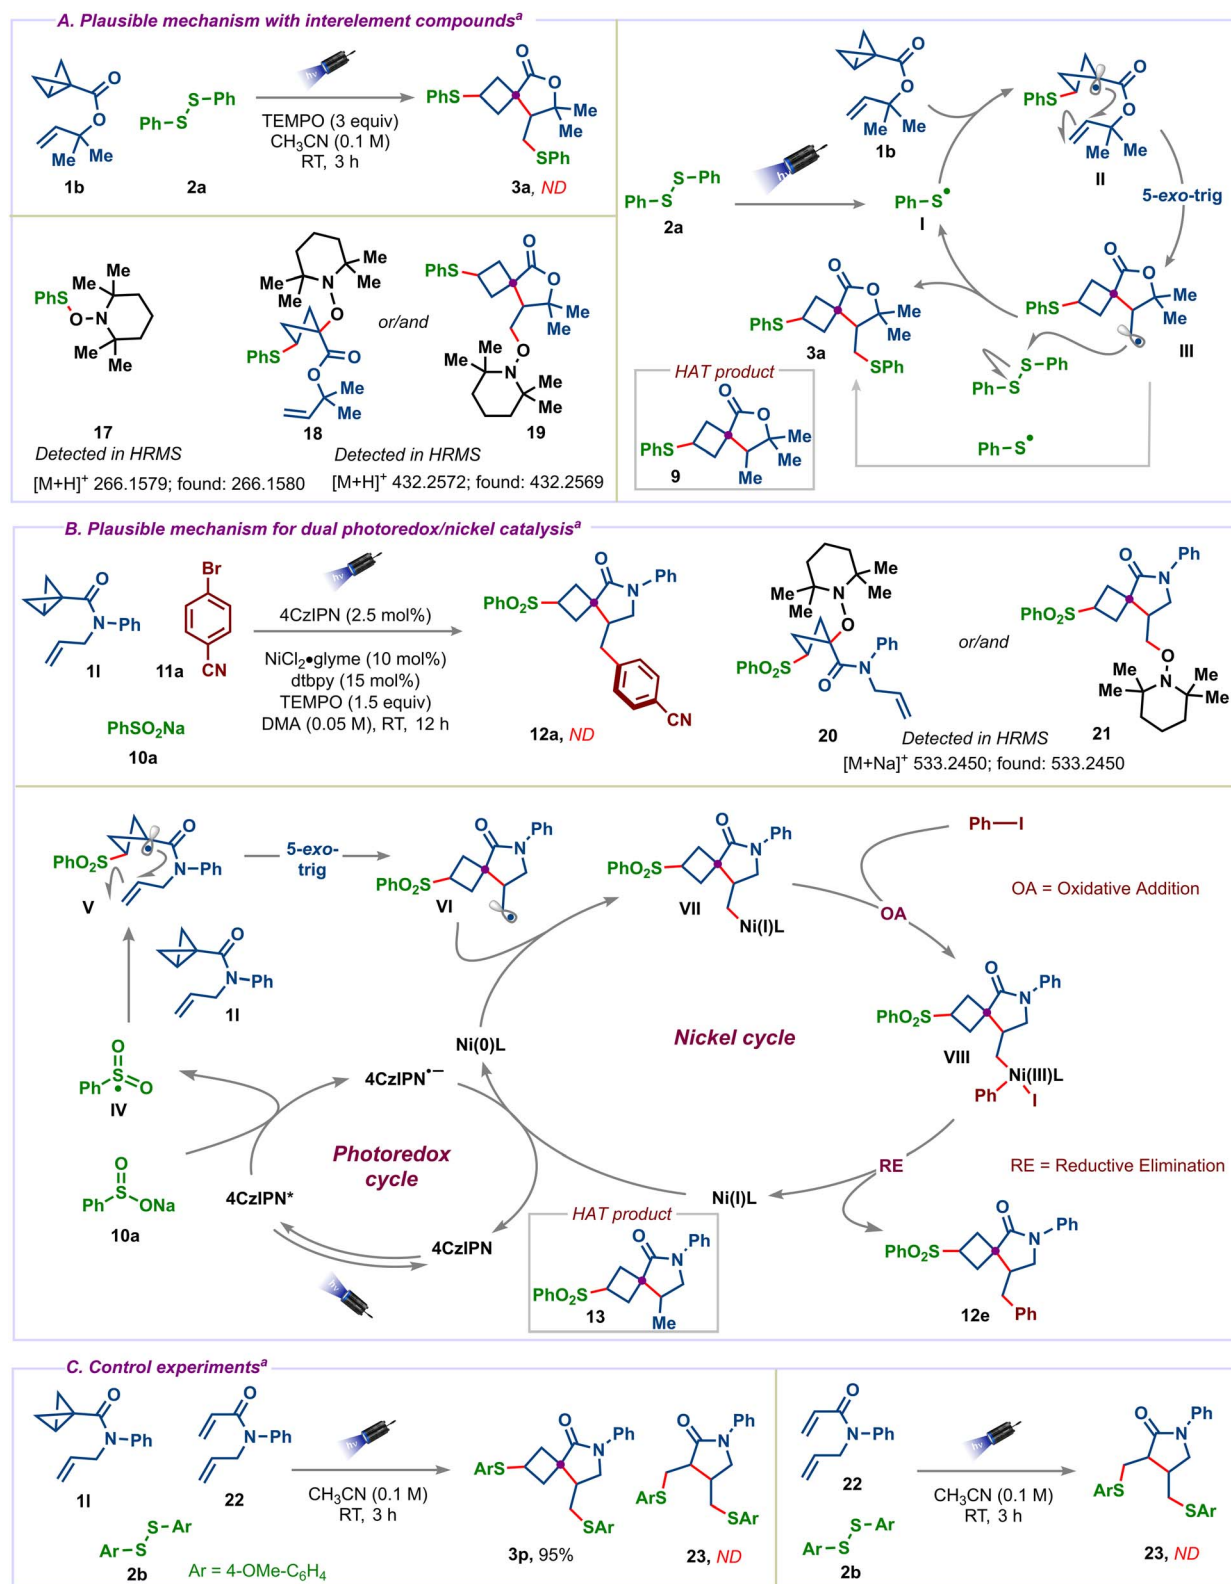 A. Plausible mechanism with interelement compounds^a
1b
Me
Me
O
O
Ph
S
S
Ph
2a
hv
TEMPO (3 equiv)
CH3CN (0.1 M)
RT, 3 h
PhS
O
O
Me
Me
SPh
3a, ND
PhS
O
N
Me
Me
Me
Me
17
Detected in HRMS
[M+H]+ 266.1579; found: 266.1580
Me
Me
Me
Me
N
O
PhS
O
O
Me
Me
18
or/and
PhS
O
O
Me
Me
O
N
Me
Me
Me
Me
19
Detected in HRMS
[M+H]+ 432.2572; found: 432.2569
O
O
Me
Me
1b
PhS
O
O
Me
Me
II
5-exo-trig
Ph
S
S
Ph
2a
hv
Ph-S•
I
PhS
O
O
Me
Me
SPh
3a
PhS
O
O
Me
Me
III
Ph
S
S
Ph
Ph-S•
HAT product
PhS
O
O
Me
Me
Me
9
B. Plausible mechanism for dual photoredox/nickel catalysis^a
O
N
Ph
1l
Br
CN
11a
PhSO2Na
10a
hv
4CzIPN (2.5 mol%)
NiCl2•glyme (10 mol%)
dtbpy (15 mol%)
TEMPO (1.5 equiv)
DMA (0.05 M), RT, 12 h
PhO2S
O
N
Ph
CN
12a, ND
Me
Me
Me
Me
N
O
PhO2S
O
N
Ph
20
or/and
PhO2S
O
N
Ph
O
N
Me
Me
Me
Me
21
Detected in HRMS
[M+Na]+ 533.2450; found: 533.2450
PhO2S
O
N
Ph
V
5-exo-
trig
PhO2S
O
N
Ph
VI
PhO2S
O
N
Ph
Ni(I)L
VII
Ph—I
OA
OA = Oxidative Addition
O
N
Ph
1l
Ni(0)L
Nickel cycle
PhO2S
O
N
Ph
Ni(III)L
Ph
I
VIII
O
Ph
S
O
IV
4CzIPN•–
Photoredox
cycle
O
Ph
S
ONa
10a
4CzIPN*
4CzIPN
hv
Ni(I)L
RE
RE = Reductive Elimination
HAT product
PhO2S
O
N
Ph
Me
13
PhO2S
O
N
Ph
Ph
12e
C. Control experiments^a
O
N
Ph
1l
O
N
Ph
22
Ar
S
S
Ar
2b
Ar = 4-OMe-C6H4
hv
CH3CN (0.1 M)
RT, 3 h
ArS
O
N
Ph
SAr
3p, 95%
O
N
Ph
ArS
SAr
23, ND
O
N
Ph
22
Ar
S
S
Ar
2b
hv
CH3CN (0.1 M)
RT, 3 h
O
N
Ph
ArS
SAr
23, ND